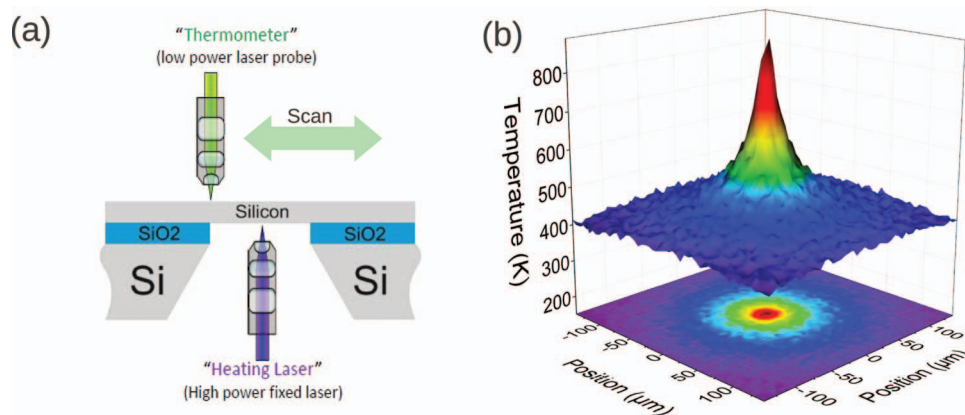 (a)
“Thermometer”
(low power laser probe)
Scan
Silicon
SiO2
SiO2
Si
Si
“Heating Laser”
(High power fixed laser)
(b)
Temperature (K)
800
700
600
500
400
300
200
-100
-50
0
50
100
Position (µm)
100
50
0
-50
-100
Position (µm)